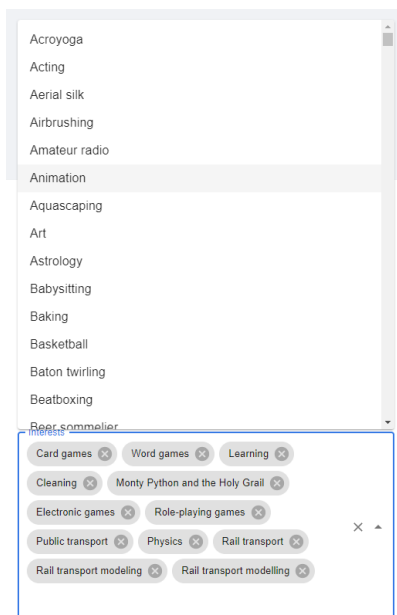 Acroyoga
Acting
Aerial silk
Airbrushing
Amateur radio
Animation
Aquascaping
Art
Astrology
Babysitting
Baking
Basketball
Baton twirling
Beatboxing
Beer sommelier
Interests
Card games Word games Learning
Cleaning Monty Python and the Holy Grail
Electronic games Role-playing games
Public transport Physics Rail transport
Rail transport modeling Rail transport modelling